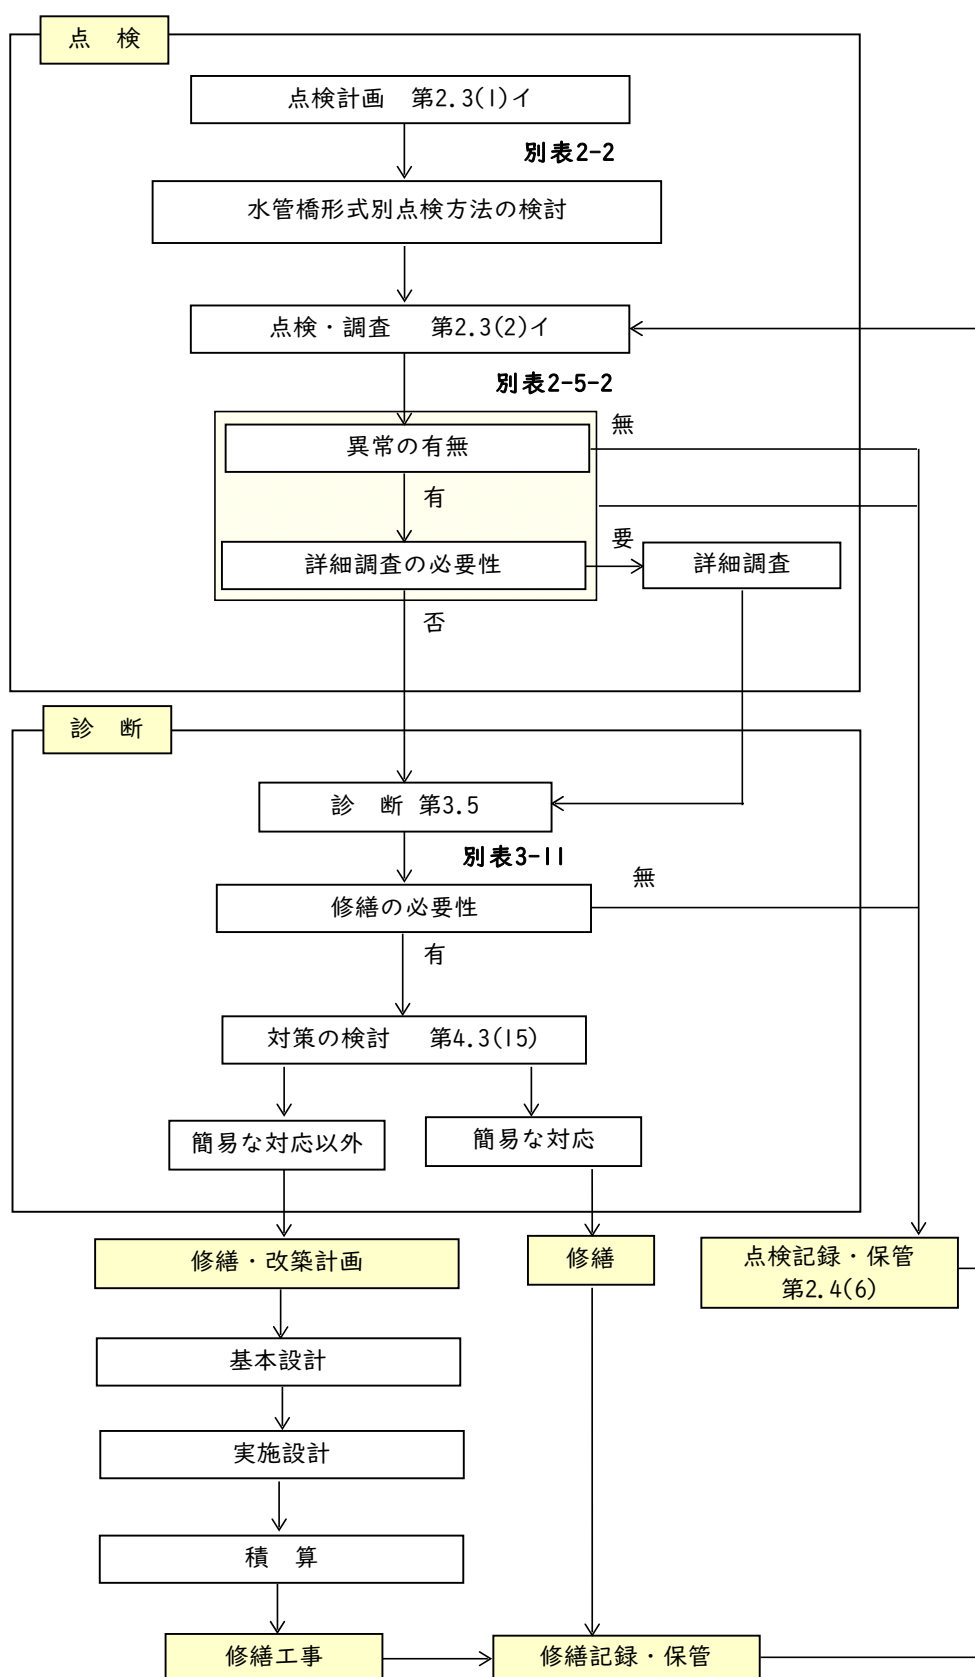 点　検
点検計画　第2.3(1)イ
別表2-2
水管橋形式別点検方法の検討
点検・調査　第2.3(2)イ
別表2-5-2
無
異常の有無
有
要
詳細調査の必要性
詳細調査
否
診　断
診　断 第3.5
別表3-11
無
修繕の必要性
有
対策の検討　第4.3(15)
簡易な対応以外
簡易な対応
修繕・改築計画
修繕
点検記録・保管
第2.4(6)
基本設計
実施設計
積　算
修繕工事
修繕記録・保管